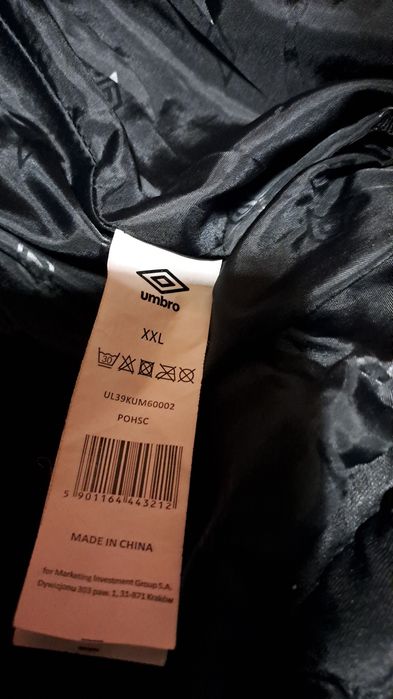 umbro
XXL
30
UL39KUM60002
POHSC
5 901164 443212
MADE IN CHINA
for Marketing Investment Group S.A.
Dywizjonu 303 paw. 1, 31-871 Kraków